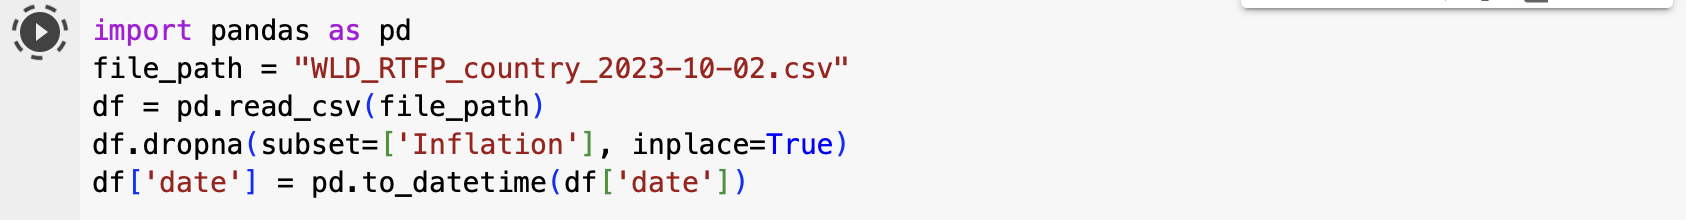 import pandas as pd
file_path = "WLD_RTFP_country_2023-10-02.csv"
df = pd.read_csv(file_path)
df.dropna(subset=['Inflation'], inplace=True)
df['date'] = pd.to_datetime(df['date'])